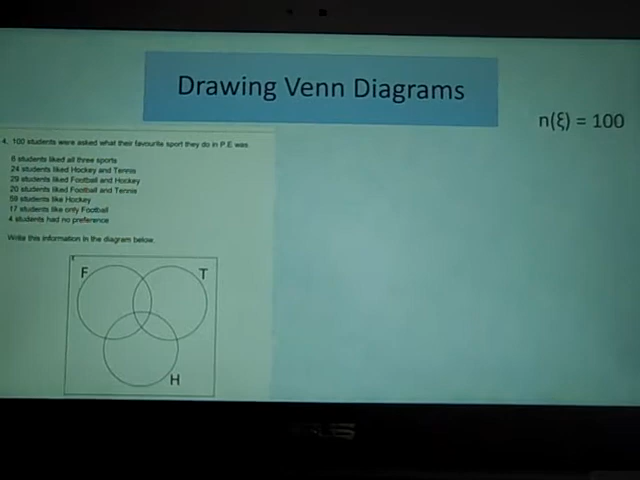 Drawing Venn Diagrams
n(ξ) = 100
4. 100 students were asked what their favourite sport they do in P.E was.
6 students liked all three sports
24 students liked Hockey and Tennis
29 students liked Football and Hockey
20 students liked Football and Tennis
59 students like Hockey
17 students like only Football
4 students had no preference
Write this information in the diagram below.
F
T
H
ASUS